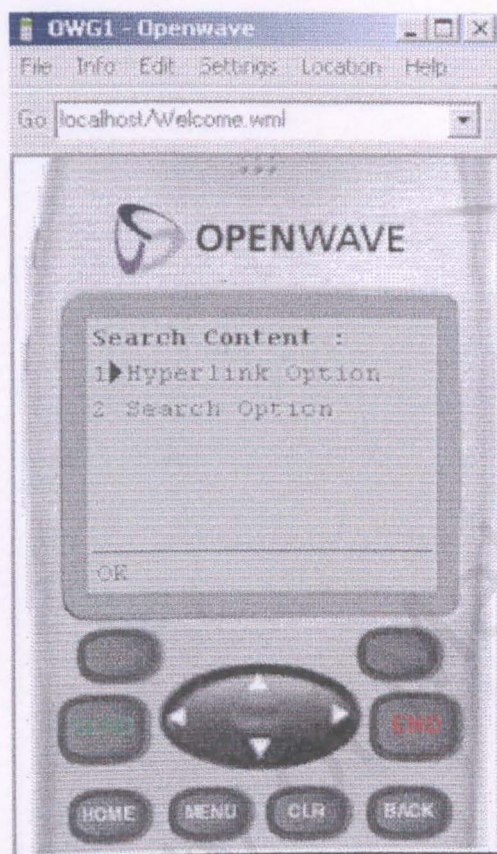 OWG1 - Openwave
File Info Edit Settings Location Help
Go localhost/Welcome.wml
OPENWAVE
Search Content :
1 Hyperlink Option
2 Search Option
OK
SEND END
HOME MENU CLR BACK